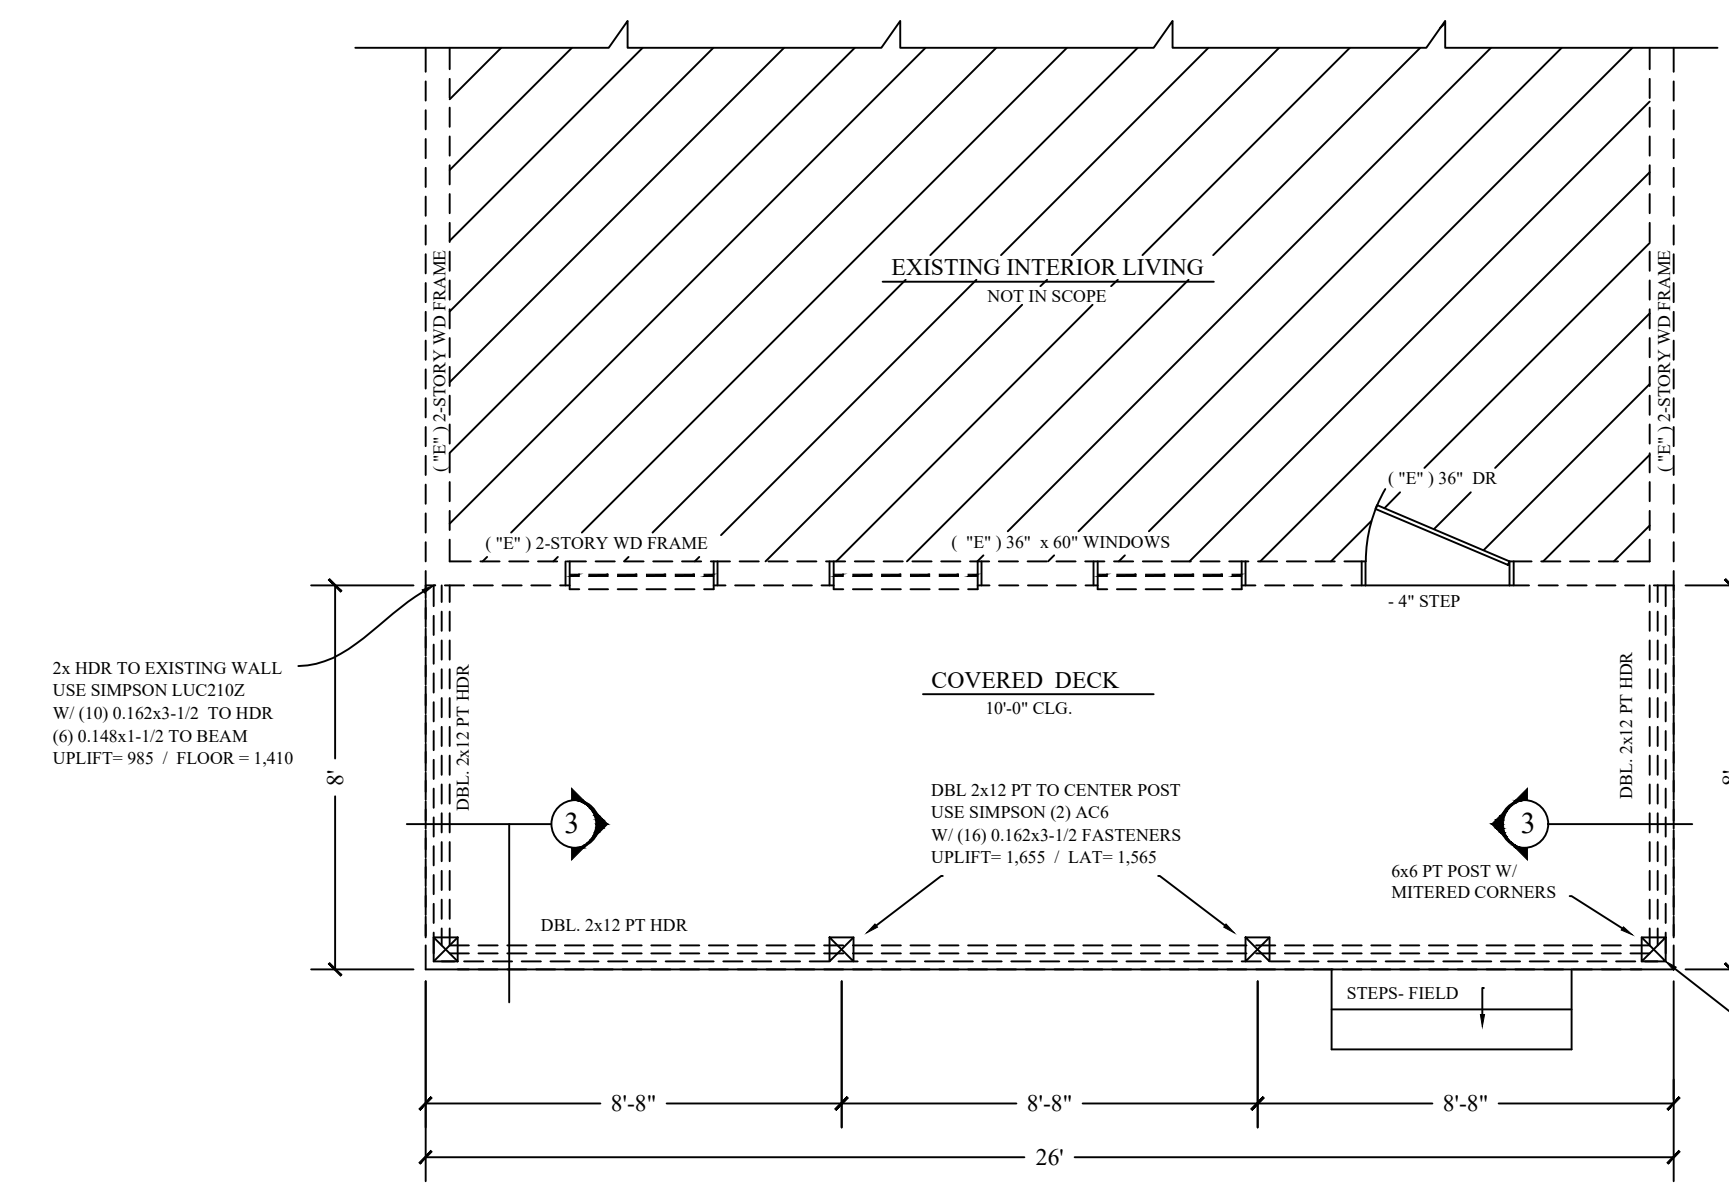 ( "E" ) 2-STORY WD FRAME
EXISTING INTERIOR LIVING
NOT IN SCOPE
( "E" ) 2-STORY WD FRAME
( "E" ) 36"  DR
( "E" ) 2-STORY WD FRAME
(  "E" ) 36"  x 60" WINDOWS
- 4" STEP
2x HDR TO EXISTING WALL
USE SIMPSON LUC210Z
W/ (10) 0.162x3-1/2  TO HDR
(6) 0.148x1-1/2 TO BEAM
UPLIFT= 985  /  FLOOR = 1,410
8'
DBL. 2x12 PT HDR
COVERED  DECK
10'-0" CLG.
DBL. 2x12 PT HDR
8'
3
DBL 2x12 PT TO CENTER POST
USE SIMPSON (2) AC6
W/ (16) 0.162x3-1/2 FASTENERS
UPLIFT= 1,655  /  LAT= 1,565
3
6x6 PT POST W/
MITERED CORNERS
DBL. 2x12 PT HDR
STEPS- FIELD
8'-8"
8'-8"
8'-8"
26'